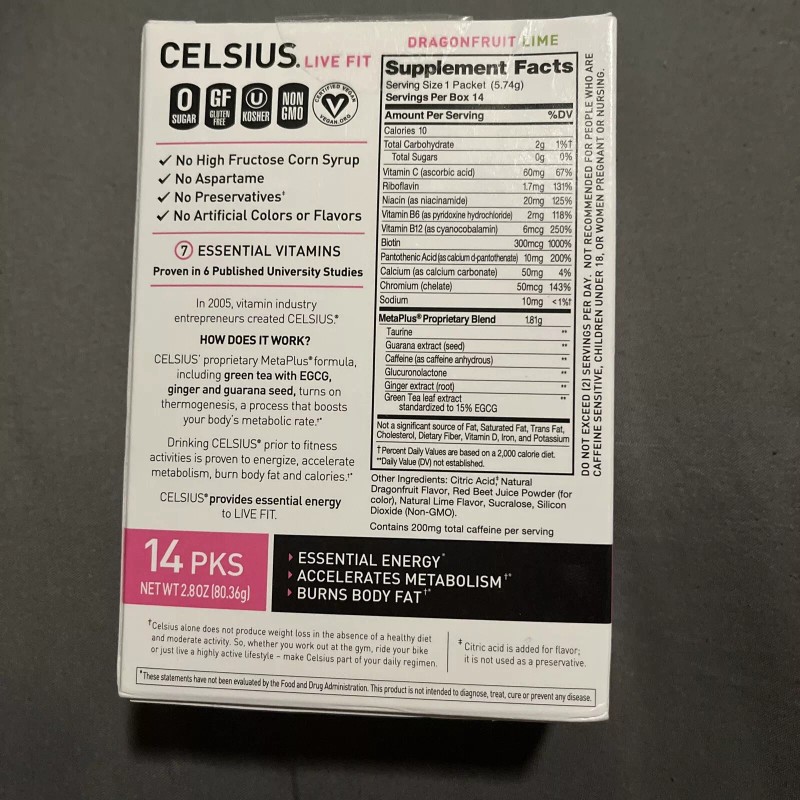 CELSIUS® LIVE FIT
0 SUGAR
GF GLUTEN FREE
U KOSHER
NON GMO
CERTIFIED VEGAN VEGAN.ORG
✓ No High Fructose Corn Syrup
✓ No Aspartame
✓ No Preservatives‡
✓ No Artificial Colors or Flavors
7 ESSENTIAL VITAMINS
Proven in 6 Published University Studies
In 2005, vitamin industry
entrepreneurs created CELSIUS®
HOW DOES IT WORK?
CELSIUS' proprietary MetaPlus® formula,
including green tea with EGCG,
ginger and guarana seed, turns on
thermogenesis, a process that boosts
your body's metabolic rate.†*
Drinking CELSIUS® prior to fitness
activities is proven to energize, accelerate
metabolism, burn body fat and calories.†*
CELSIUS® provides essential energy
to LIVE FIT.
DRAGONFRUIT LIME
Supplement Facts
Serving Size 1 Packet (5.74g)
Servings Per Box 14
Amount Per Serving %DV
Calories 10
Total Carbohydrate 2g 1%†
Total Sugars 0g 0%
Vitamin C (ascorbic acid) 60mg 67%
Riboflavin 1.7mg 131%
Niacin (as niacinamide) 20mg 125%
Vitamin B6 (as pyridoxine hydrochloride) 2mg 118%
Vitamin B12 (as cyanocobalamin) 6mcg 250%
Biotin 300mcg 1000%
Pantothenic Acid (as calcium d-pantothenate) 10mg 200%
Calcium (as calcium carbonate) 50mg 4%
Chromium (chelate) 50mcg 143%
Sodium 10mg <1%†
MetaPlus® Proprietary Blend 1.81g
Taurine **
Guarana extract (seed) **
Caffeine (as caffeine anhydrous) **
Glucuronolactone **
Ginger extract (root) **
Green Tea leaf extract **
standardized to 15% EGCG
Not a significant source of Fat, Saturated Fat, Trans Fat,
Cholesterol, Dietary Fiber, Vitamin D, Iron, and Potassium
† Percent Daily Values are based on a 2,000 calorie diet.
**Daily Value (DV) not established.
Other Ingredients: Citric Acid,‡ Natural
Dragonfruit Flavor, Red Beet Juice Powder (for
color), Natural Lime Flavor, Sucralose, Silicon
Dioxide (Non-GMO).
Contains 200mg total caffeine per serving
DO NOT EXCEED (2) SERVINGS PER DAY. NOT RECOMMENDED FOR PEOPLE WHO ARE
CAFFEINE SENSITIVE, CHILDREN UNDER 18, OR WOMEN PREGNANT OR NURSING.
14 PKS
NET WT 2.8OZ (80.36g)
ESSENTIAL ENERGY*
ACCELERATES METABOLISM†*
BURNS BODY FAT†*
†Celsius alone does not produce weight loss in the absence of a healthy diet
and moderate activity. So, whether you work out at the gym, ride your bike
or just live a highly active lifestyle – make Celsius part of your daily regimen.
‡ Citric acid is added for flavor;
it is not used as a preservative.
*These statements have not been evaluated by the Food and Drug Administration. This product is not intended to diagnose, treat, cure or prevent any disease.